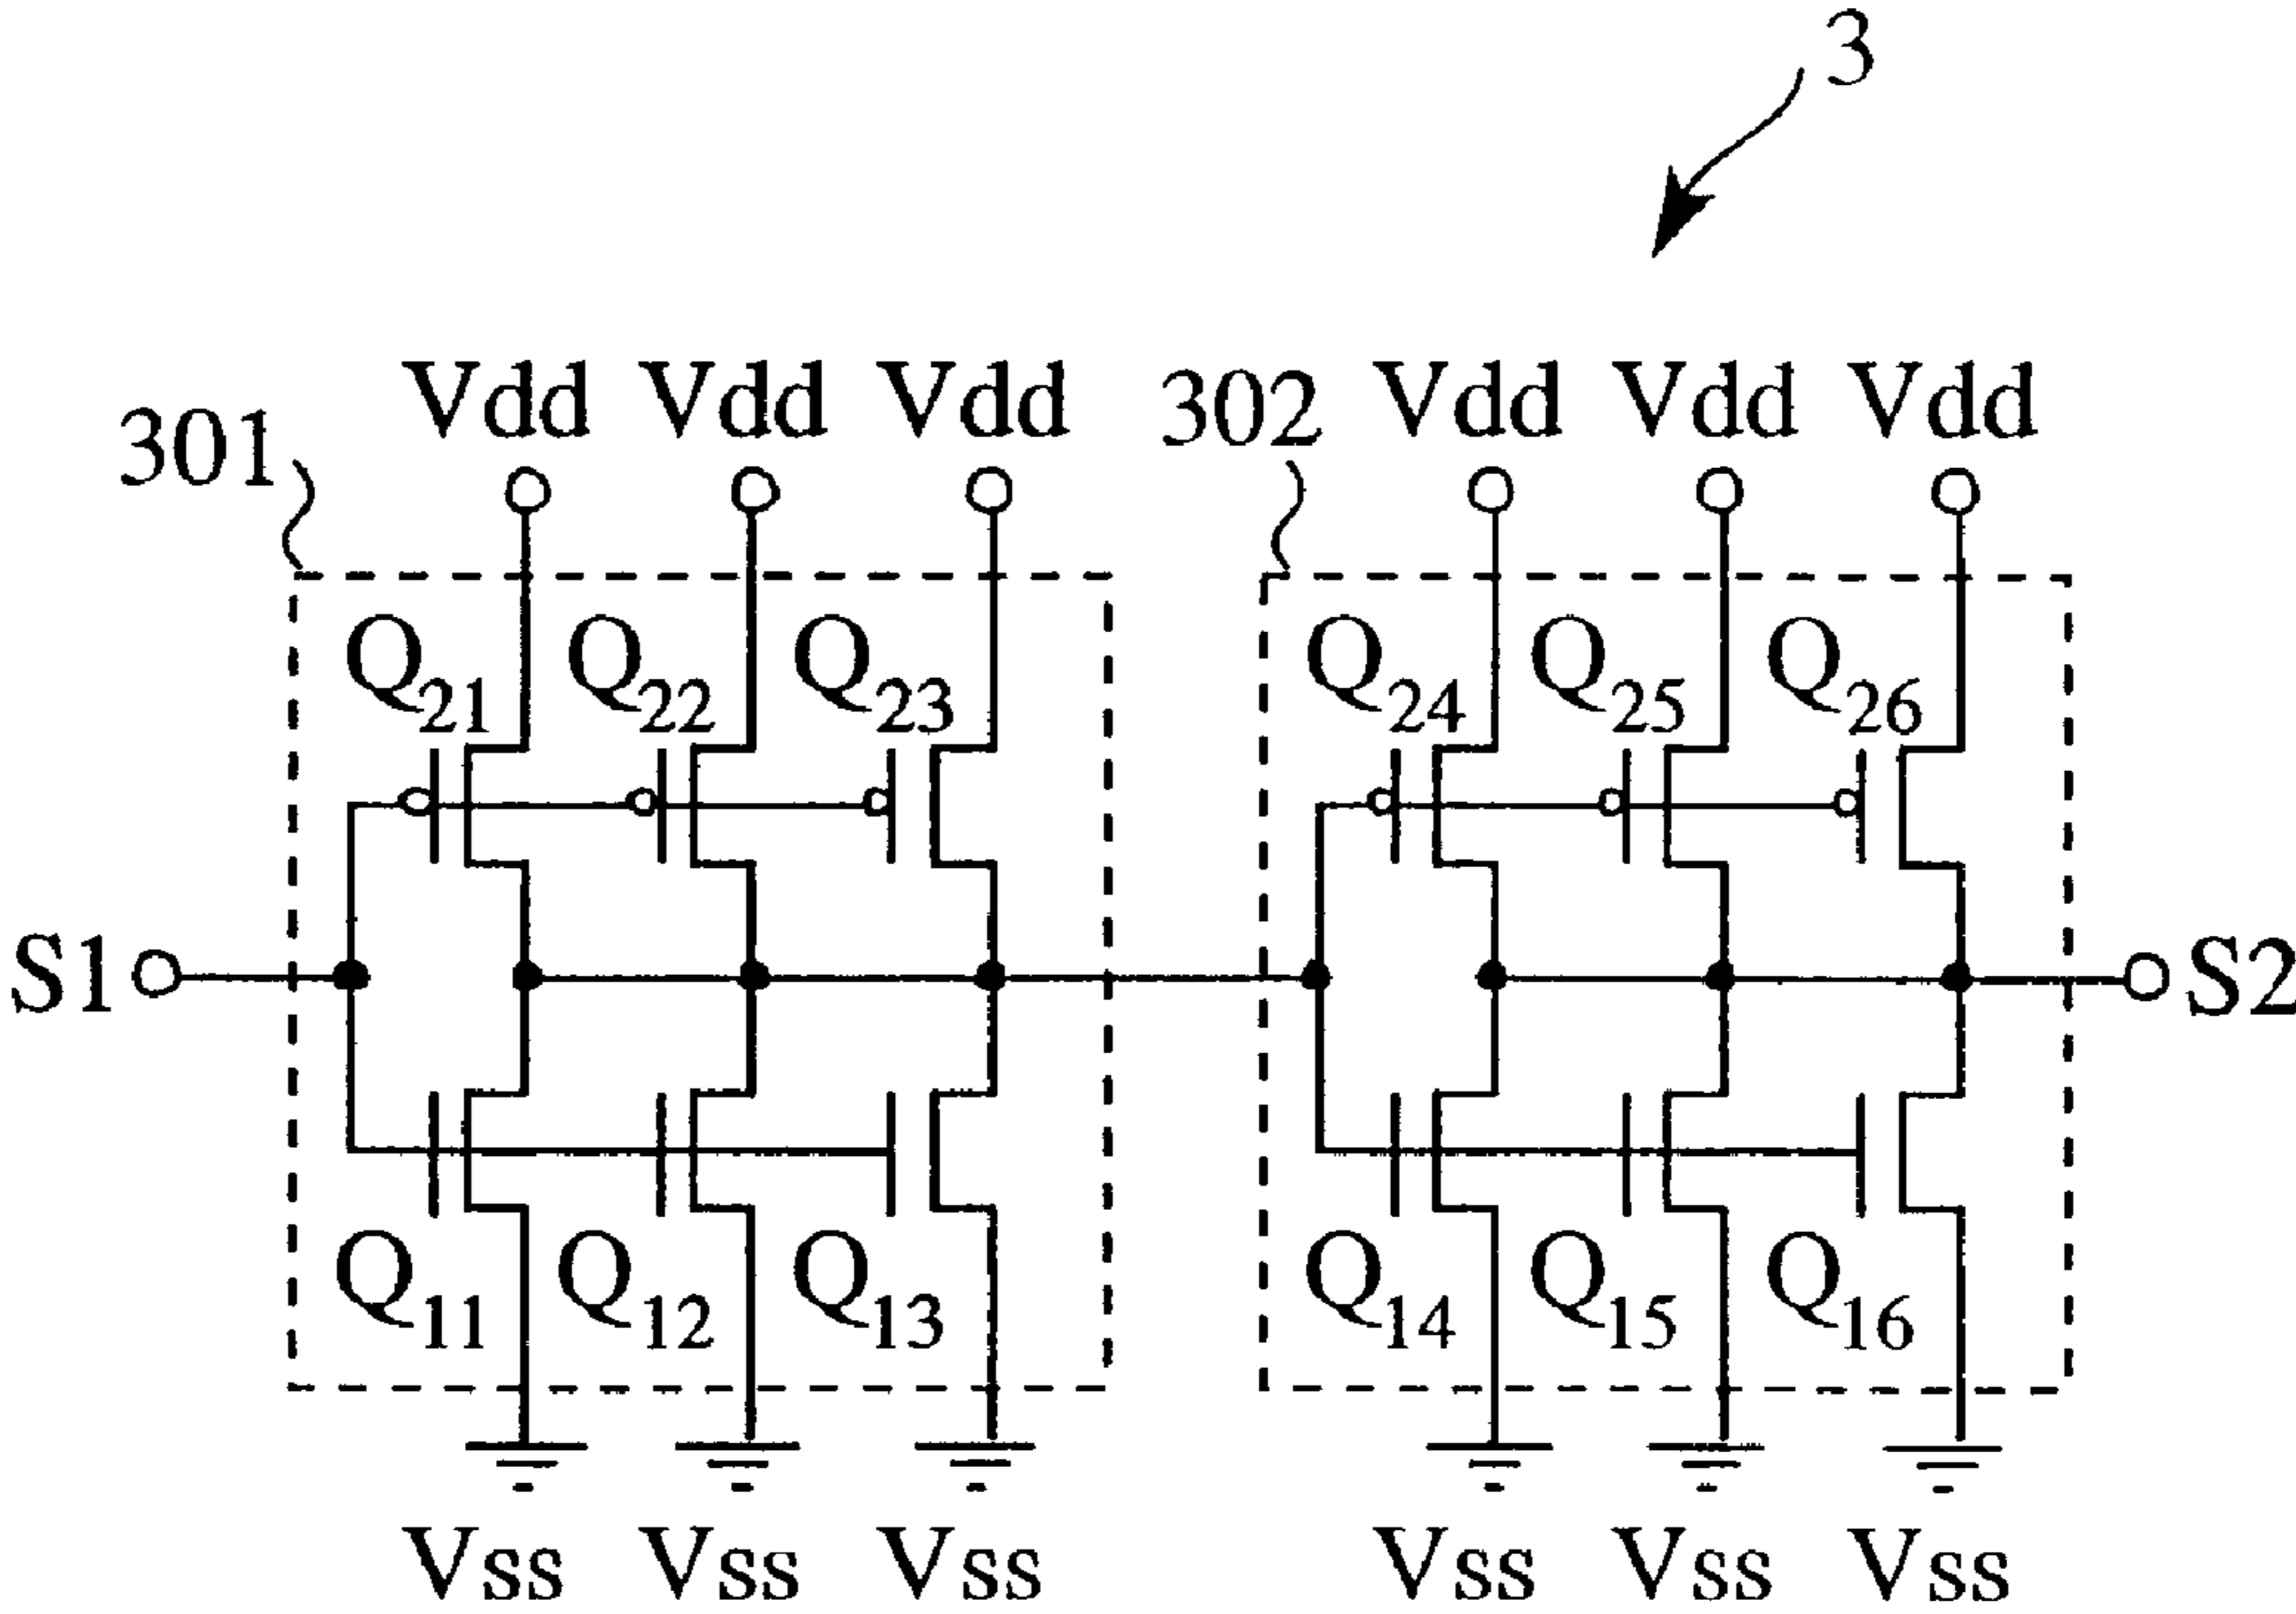 3
Vdd Vdd Vdd 302 Vdd Vdd Vdd
301
Q21 Q22 Q23 Q24 Q25 Q26
S1 S2
Q11 Q12 Q13 Q14 Q15 Q16
Vss Vss Vss Vss Vss Vss